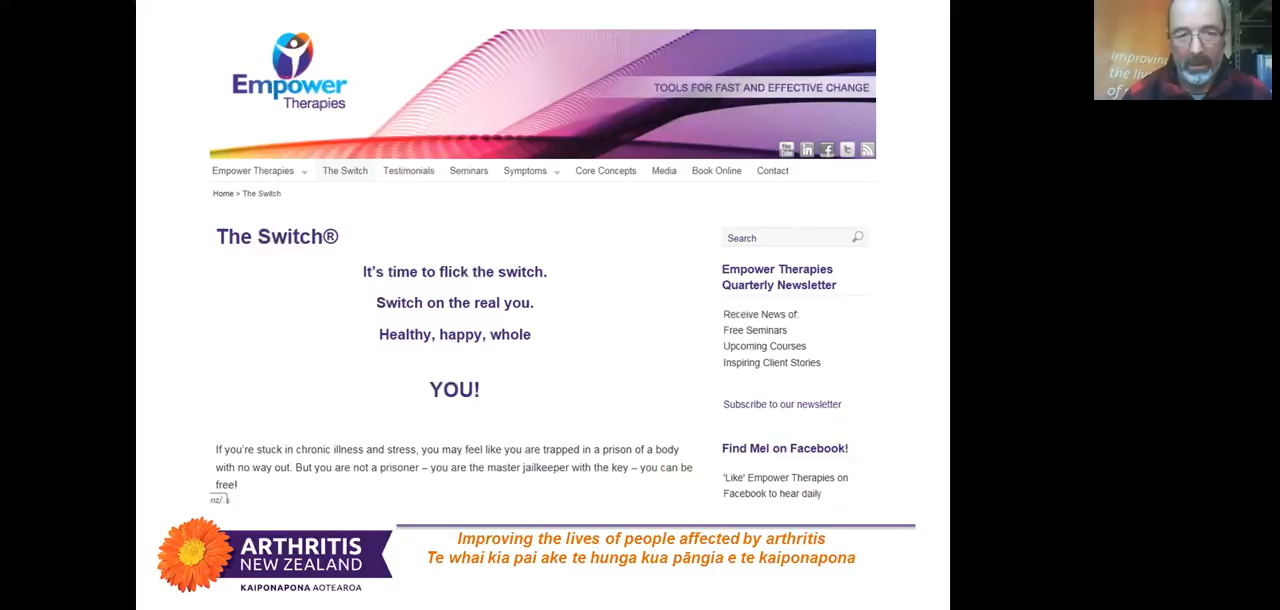 Empower
Therapies
TOOLS FOR FAST AND EFFECTIVE CHANGE
Empower Therapies The Switch Testimonials Seminars Symptoms Core Concepts Media Book Online Contact
Home > The Switch
The Switch®
It's time to flick the switch.
Switch on the real you.
Healthy, happy, whole
YOU!
If you're stuck in chronic illness and stress, you may feel like you are trapped in a prison of a body
with no way out. But you are not a prisoner – you are the master jailkeeper with the key – you can be
free!
Search
Empower Therapies
Quarterly Newsletter
Receive News of:
Free Seminars
Upcoming Courses
Inspiring Client Stories
Subscribe to our newsletter
Find Mel on Facebook!
'Like' Empower Therapies on
Facebook to hear daily
ARTHRITIS
NEW ZEALAND
KAIPONAPONA AOTEAROA
Improving the lives of people affected by arthritis
Te whai kia pai ake te hunga kua pāngia e te kaiponapona
improving
the liv
of